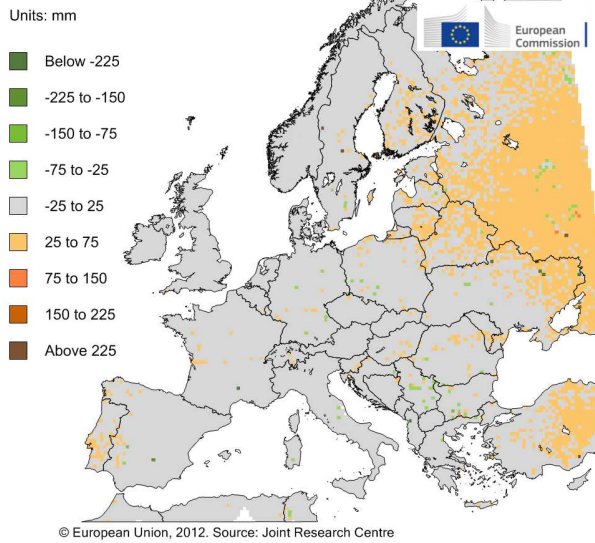 Units: mm
European
Commission
Below -225
-225 to -150
-150 to -75
-75 to -25
-25 to 25
25 to 75
75 to 150
150 to 225
Above 225
© European Union, 2012. Source: Joint Research Centre